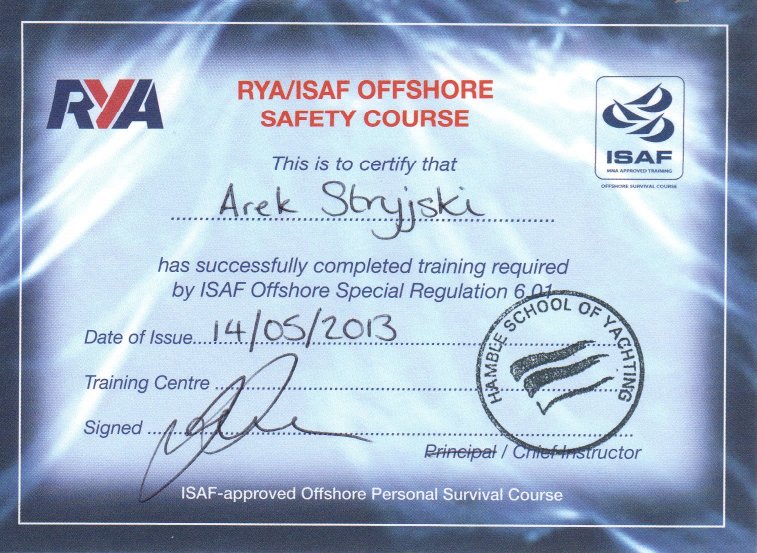 RYA
RYA/ISAF OFFSHORE
SAFETY COURSE
ISAF
MNA APPROVED TRAINING
OFFSHORE SURVIVAL COURSE
This is to certify that
Arek Stryjski
has successfully completed training required
by ISAF Offshore Special Regulation 6.01
Date of Issue 14/05/2013
Training Centre
HAMBLE SCHOOL OF YACHTING
Signed
Principal / Chief Instructor
ISAF-approved Offshore Personal Survival Course